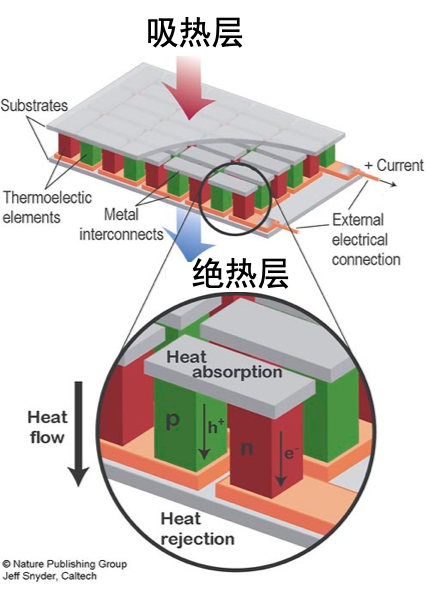 吸热层
Substrates
+ Current
Thermoelectic
elements
Metal
interconnects
External
electrical
connection
绝热层
Heat
absorption
p
h+
n
e-
Heat
flow
Heat
rejection
© Nature Publishing Group
Jeff Snyder, Caltech